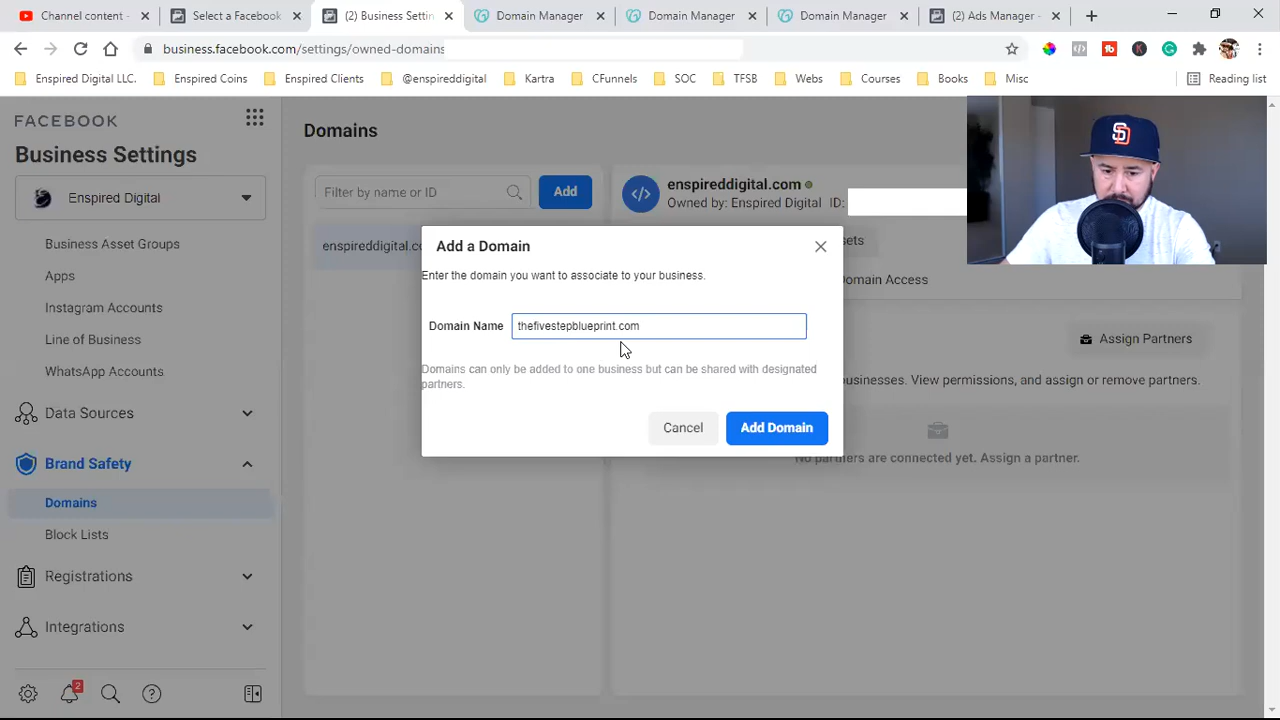 Channel content -
Select a Facebook
(2) Business Settin
Domain Manager
Domain Manager
Domain Manager
(2) Ads Manager -
business.facebook.com/settings/owned-domains
Enspired Digital LLC.
Enspired Coins
Enspired Clients
@enspireddigital
Kartra
CFunnels
SOC
TFSB
Webs
Courses
Books
Misc
Reading list
FACEBOOK
Business Settings
Enspired Digital
Business Asset Groups
Apps
Instagram Accounts
Line of Business
WhatsApp Accounts
Data Sources
Brand Safety
Domains
Block Lists
Registrations
Integrations
2
Domains
Filter by name or ID
Add
enspireddigital.co
enspireddigital.com
Owned by: Enspired Digital ID:
sets
Domain Access
Assign Partners
businesses. View permissions, and assign or remove partners.
No partners are connected yet. Assign a partner.
Add a Domain
Enter the domain you want to associate to your business.
Domain Name
thefivestepblueprint.com
Domains can only be added to one business but can be shared with designated
partners.
Cancel
Add Domain
SD